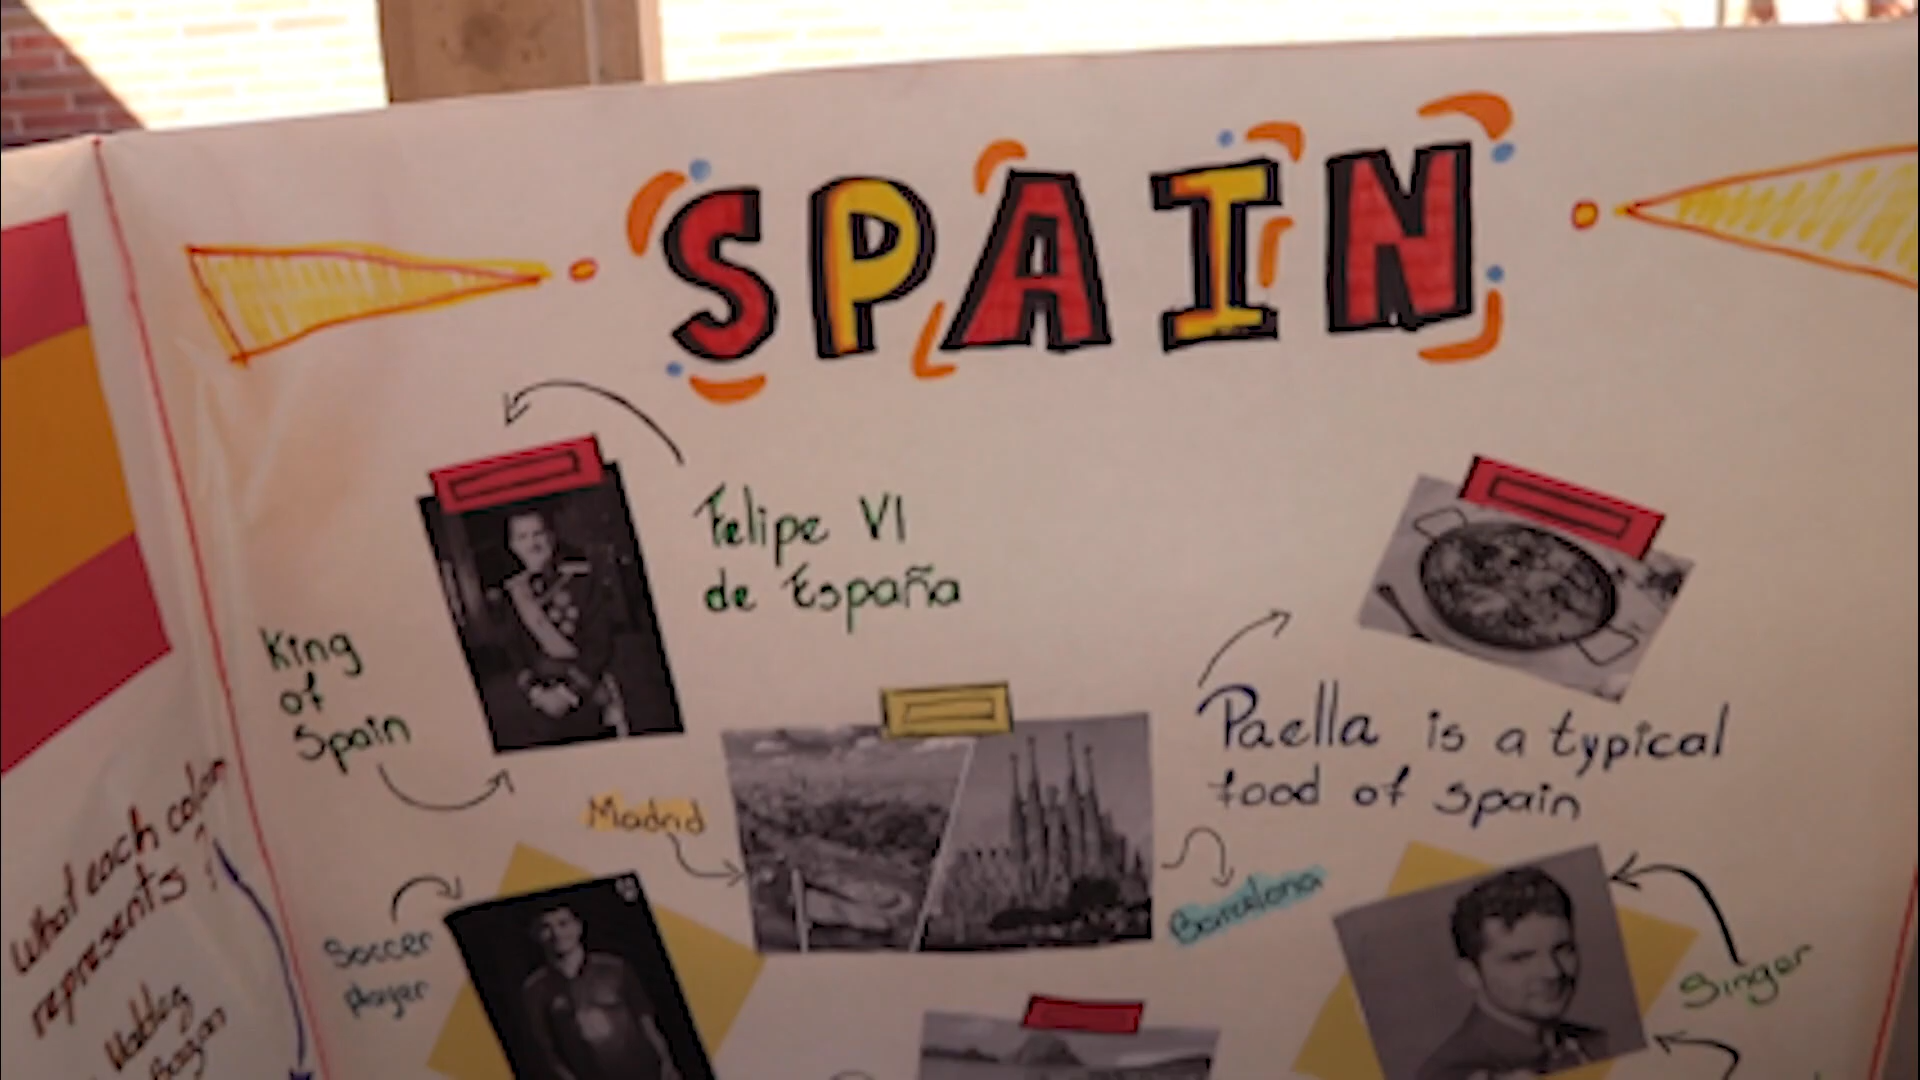 SPAIN
Felipe VI
de España
King
of
Spain
Paella is a typical
food of spain
Madrid
Barcelona
Soccer
player
Singer
What each color
represents?